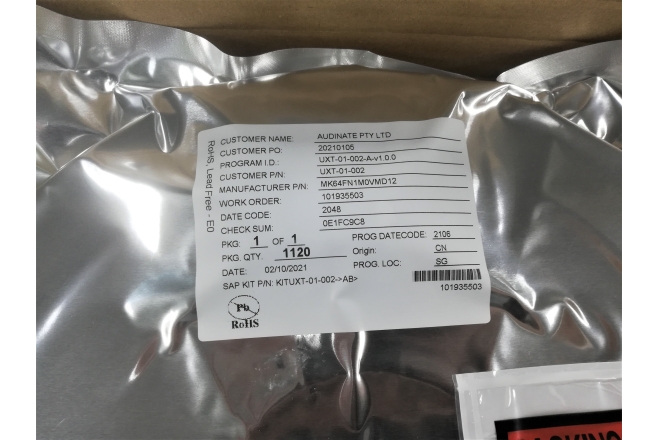 RoHS, Lead Free - E0
CUSTOMER NAME: AUDINATE PTY LTD
CUSTOMER PO: 20210105
PROGRAM I.D.: UXT-01-002-A-v1.0.0
CUSTOMER P/N: UXT-01-002
MANUFACTURER P/N: MK64FN1M0VMD12
WORK ORDER: 101935503
DATE CODE: 2048
CHECK SUM: 0E1FC9C8
PKG: 1 OF 1 PROG DATECODE: 2106
PKG. QTY. 1120 Origin: CN
DATE: 02/10/2021 PROG. LOC: SG
SAP KIT P/N: KITUXT-01-002->AB>
101935503
Pb
RoHS